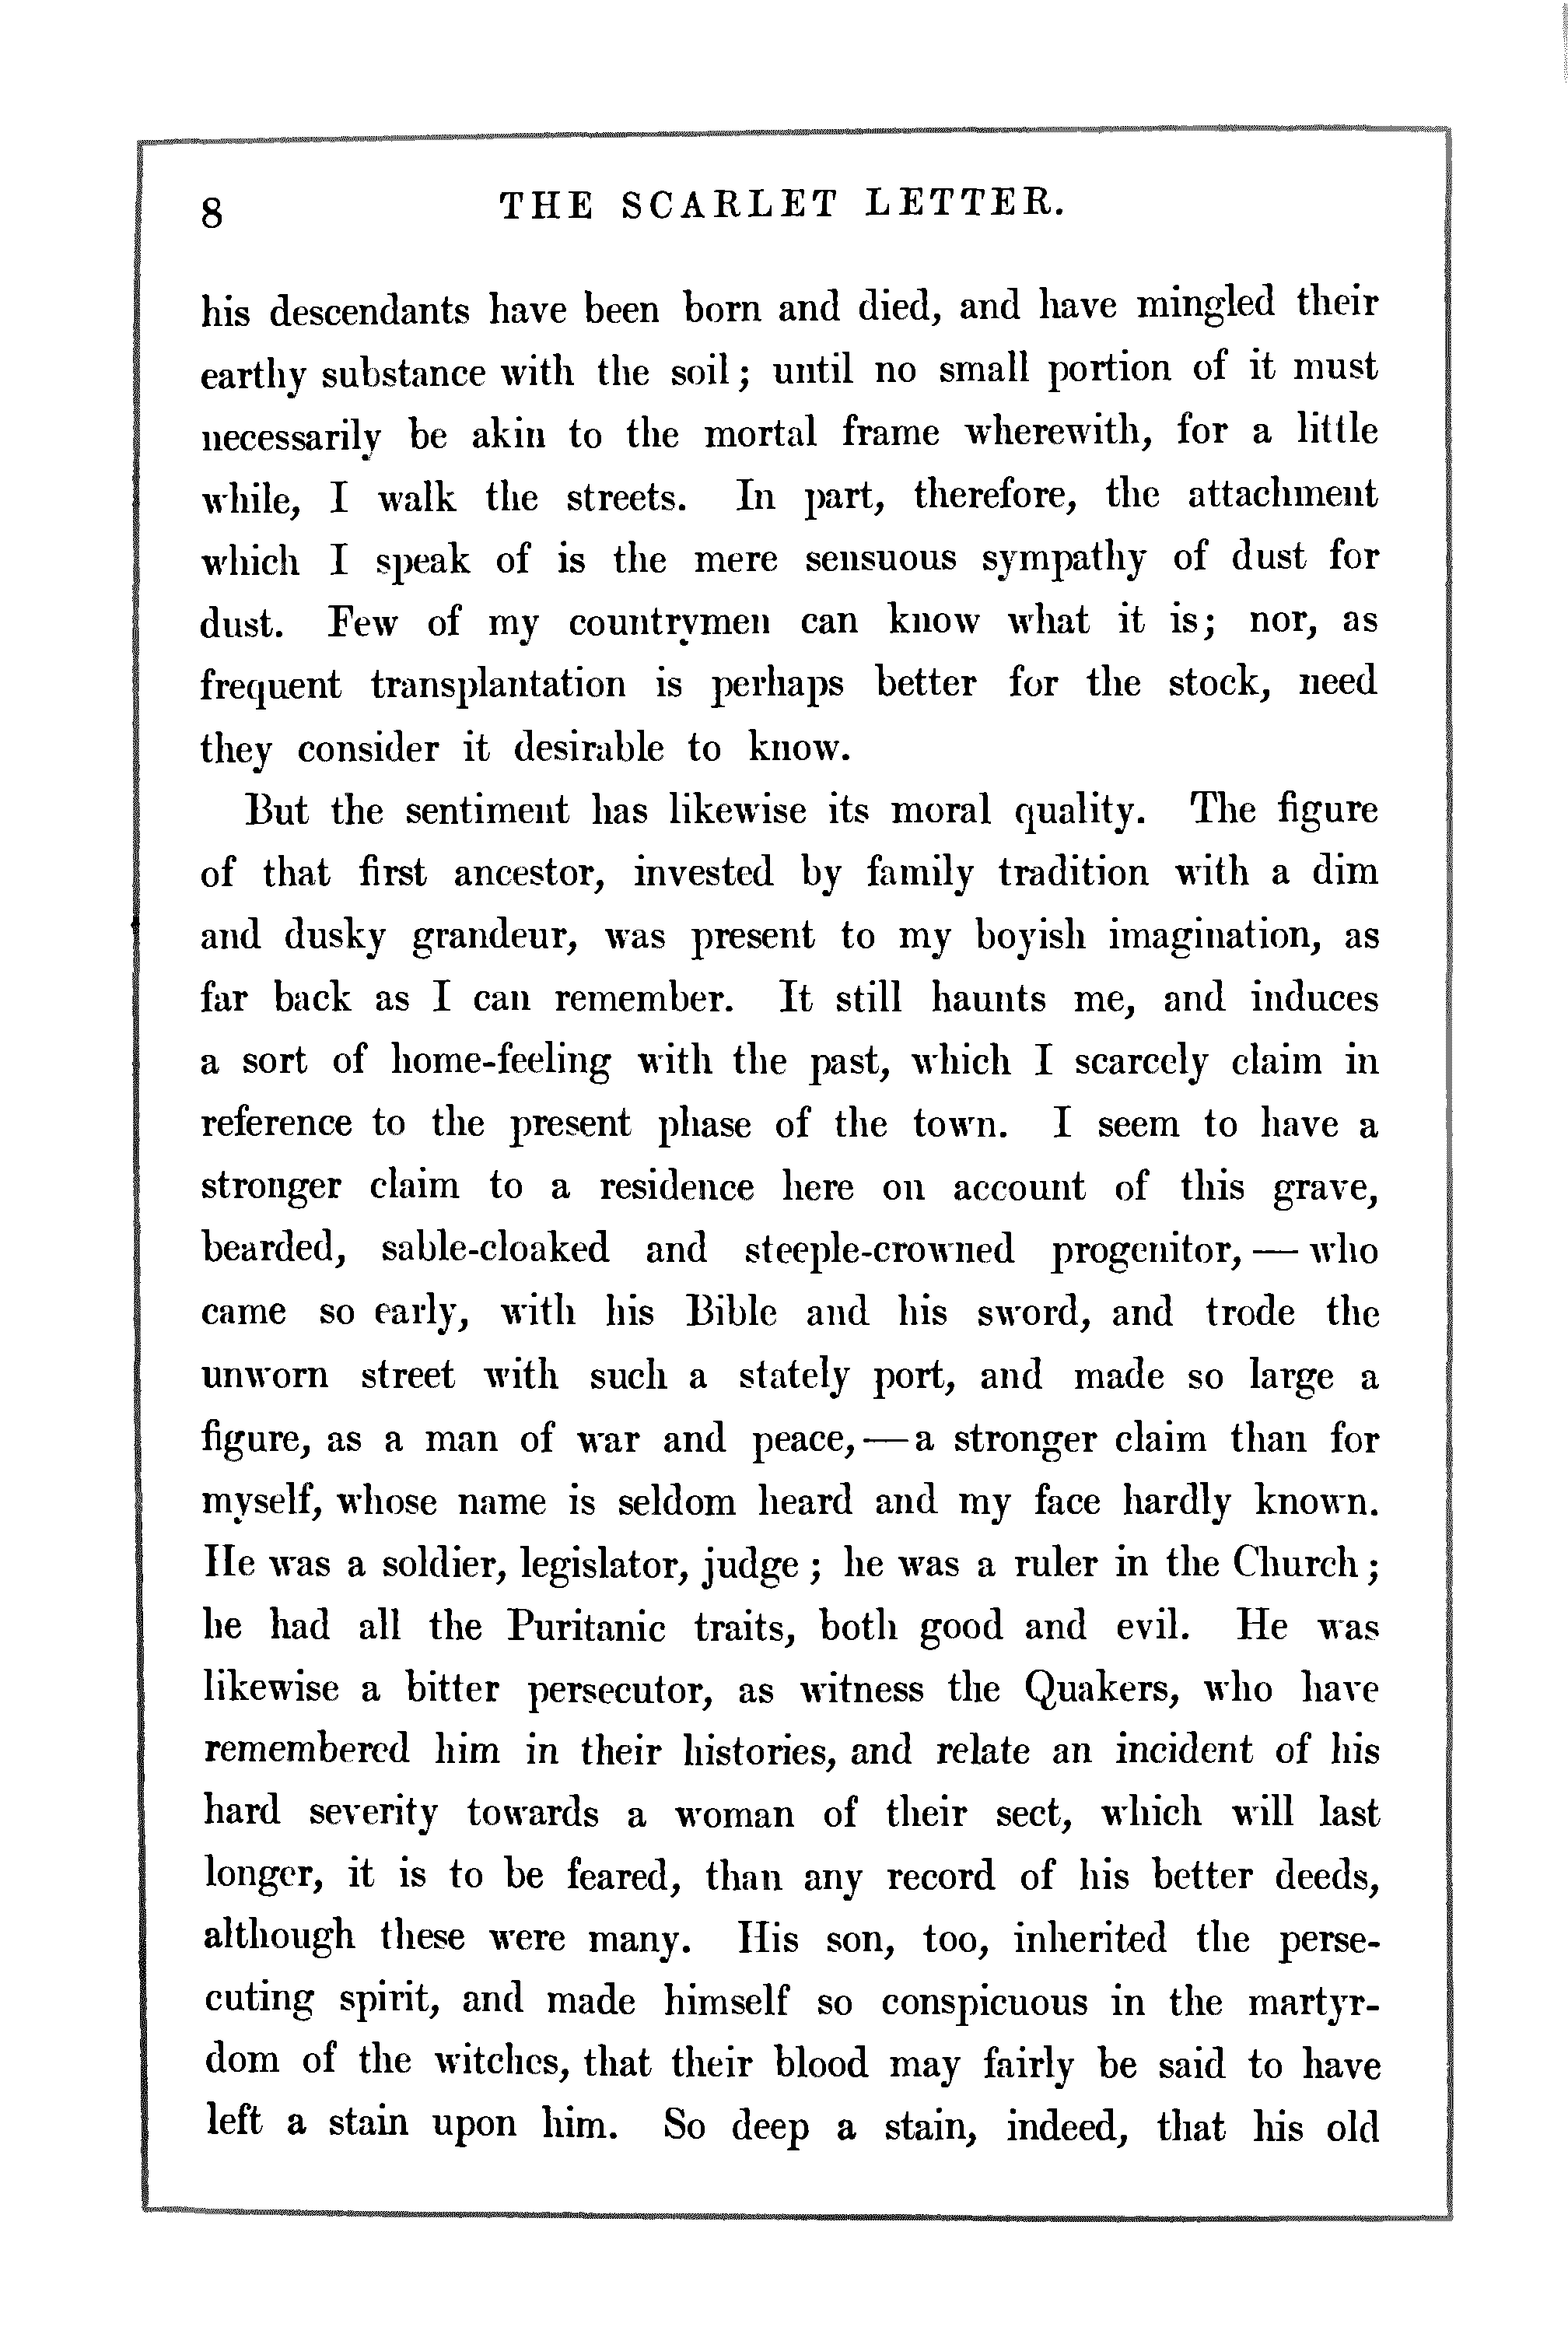 8 THE SCARLET LETTER.
his descendants have been born and died, and have mingled their
earthy substance with the soil; until no small portion of it must
necessarily be akin to the mortal frame wherewith, for a little
while, I walk the streets. In part, therefore, the attachment
which I speak of is the mere sensuous sympathy of dust for
dust. Few of my countrymen can know what it is; nor, as
frequent transplantation is perhaps better for the stock, need
they consider it desirable to know.
But the sentiment has likewise its moral quality. The figure
of that first ancestor, invested by family tradition with a dim
and dusky grandeur, was present to my boyish imagination, as
far back as I can remember. It still haunts me, and induces
a sort of home-feeling with the past, which I scarcely claim in
reference to the present phase of the town. I seem to have a
stronger claim to a residence here on account of this grave,
bearded, sable-cloaked and steeple-crowned progenitor, — who
came so early, with his Bible and his sword, and trode the
unworn street with such a stately port, and made so large a
figure, as a man of war and peace, — a stronger claim than for
myself, whose name is seldom heard and my face hardly known.
He was a soldier, legislator, judge; he was a ruler in the Church;
he had all the Puritanic traits, both good and evil. He was
likewise a bitter persecutor, as witness the Quakers, who have
remembered him in their histories, and relate an incident of his
hard severity towards a woman of their sect, which will last
longer, it is to be feared, than any record of his better deeds,
although these were many. His son, too, inherited the perse-
cuting spirit, and made himself so conspicuous in the martyr-
dom of the witches, that their blood may fairly be said to have
left a stain upon him. So deep a stain, indeed, that his old